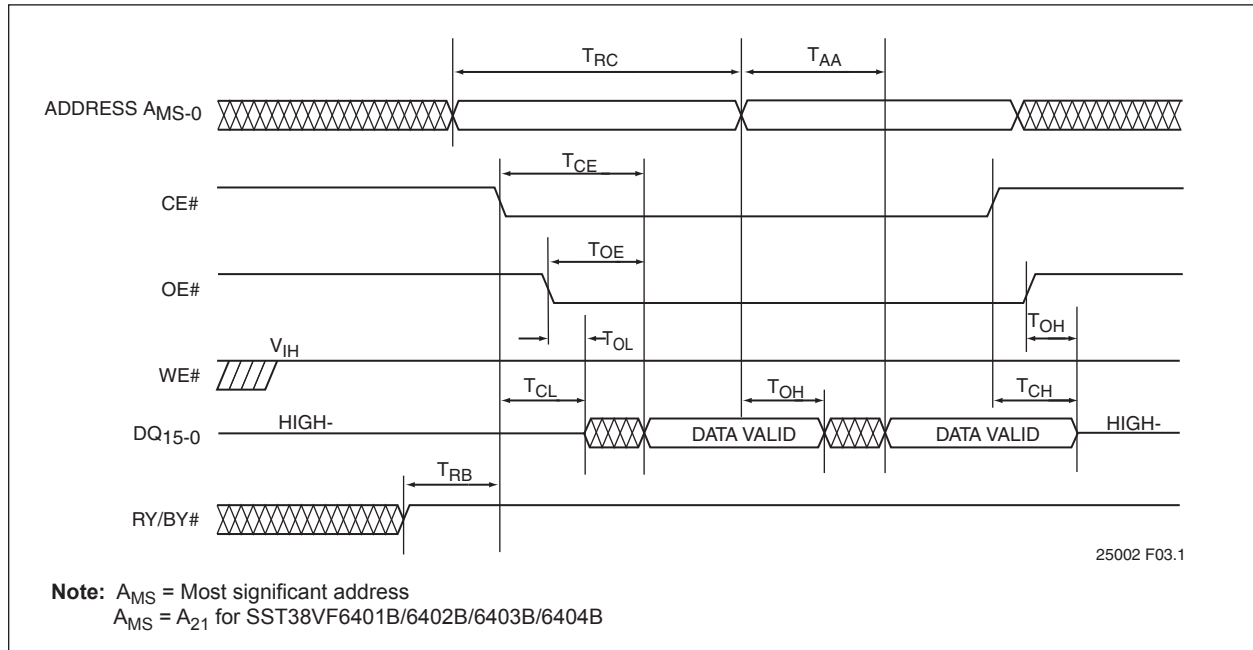 TRC TAA
ADDRESS AMS-0
TCE
CE#
TOE
OE#
TOH
TOL
VIH
WE#
TCL TOH TCH
HIGH- DATA VALID DATA VALID HIGH-
DQ15-0
TRB
RY/BY#
25002 F03.1
Note: AMS = Most significant address
AMS = A21 for SST38VF6401B/6402B/6403B/6404B